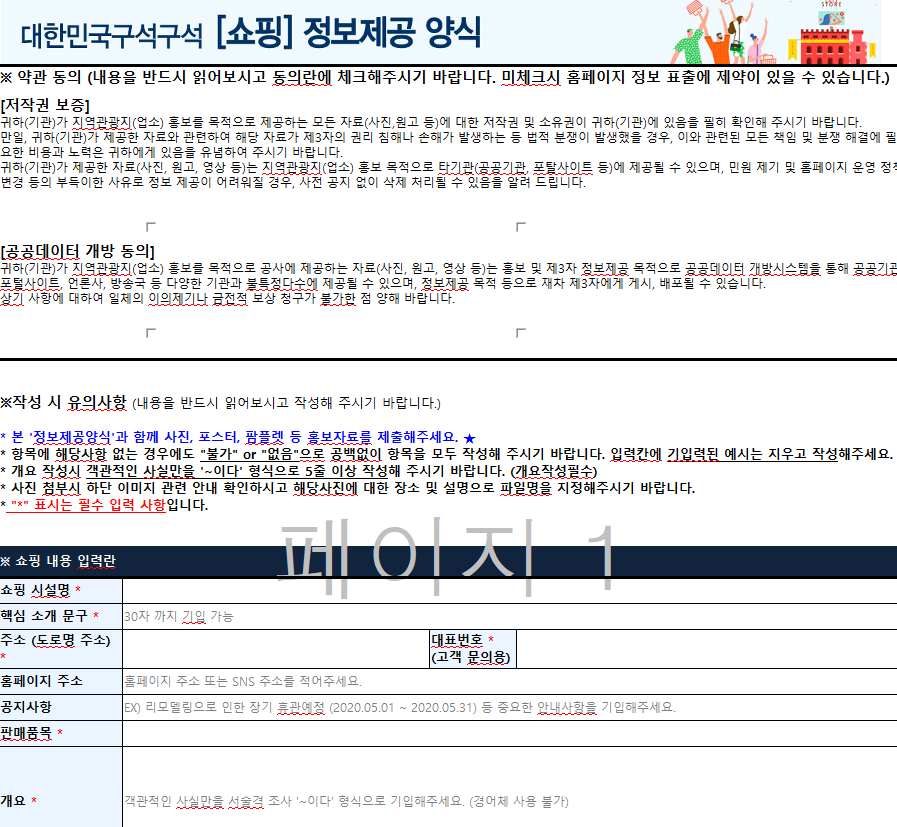 대한민국구석구석 [쇼핑] 정보제공 양식
STORE
※ 약관 동의 (내용을 반드시 읽어보시고 동의란에 체크해주시기 바랍니다. 미체크시 홈페이지 정보 표출에 제약이 있을 수 있습니다.)
[저작권 보증]
귀하(기관)가 지역관광지(업소) 홍보를 목적으로 제공하는 모든 자료(사진,원고 등)에 대한 저작권 및 소유권이 귀하(기관)에 있음을 필히 확인해 주시기 바랍니다.
만일, 귀하(기관)가 제공한 자료와 관련하여 해당 자료가 제3자의 권리 침해나 손해가 발생하는 등 법적 분쟁이 발생했을 경우, 이와 관련된 모든 책임 및 분쟁 해결에 필
요한 비용과 노력은 귀하에게 있음을 유념하여 주시기 바랍니다.
귀하(기관)가 제공한 자료(사진, 원고, 영상 등)는 지역관광지(업소) 홍보 목적으로 타기관(공공기관, 포탈사이트 등)에 제공될 수 있으며, 민원 제기 및 홈페이지 운영 정책
변경 등의 부득이한 사유로 정보 제공이 어려워질 경우, 사전 공지 없이 삭제 처리될 수 있음을 알려 드립니다.
[공공데이터 개방 동의]
귀하(기관)가 지역관광지(업소) 홍보를 목적으로 공사에 제공하는 자료(사진, 원고, 영상 등)는 홍보 및 제3자 정보제공 목적으로 공공데이터 개방시스템을 통해 공공기관
포털사이트, 언론사, 방송국 등 다양한 기관과 불특정다수에 제공될 수 있으며, 정보제공 목적 등으로 재차 제3자에게 게시, 배포될 수 있습니다.
상기 사항에 대하여 일체의 이의제기나 금전적 보상 청구가 불가한 점 양해 바랍니다.
※작성 시 유의사항 (내용을 반드시 읽어보시고 작성해 주시기 바랍니다.)
* 본 '정보제공양식'과 함께 사진, 포스터, 팜플렛 등 홍보자료를 제출해주세요. ★
* 항목에 해당사항 없는 경우에도 "불가" or "없음"으로 공백없이 항목을 모두 작성해 주시기 바랍니다. 입력칸에 기입력된 예시는 지우고 작성해주세요.
* 개요 작성시 객관적인 사실만을 '~이다' 형식으로 5줄 이상 작성해 주시기 바랍니다. (개요작성필수)
* 사진 첨부시 하단 이미지 관련 안내 확인하시고 해당사진에 대한 장소 및 설명으로 파일명을 지정해주시기 바랍니다.
* "*" 표시는 필수 입력 사항입니다.
페이지 1
※ 쇼핑 내용 입력란
쇼핑 시설명 *
핵심 소개 문구 * 30자 까지 기입 가능
주소 (도로명 주소) * 대표번호 * (고객 문의용)
홈페이지 주소 홈페이지 주소 또는 SNS 주소를 적어주세요.
공지사항 EX) 리모델링으로 인한 장기 휴관예정 (2020.05.01 ~ 2020.05.31) 등 중요한 안내사항을 기입해주세요.
판매품목 *
개요 * 객관적인 사실만을 서술격 조사 '~이다' 형식으로 기입해주세요. (경어체 사용 불가)